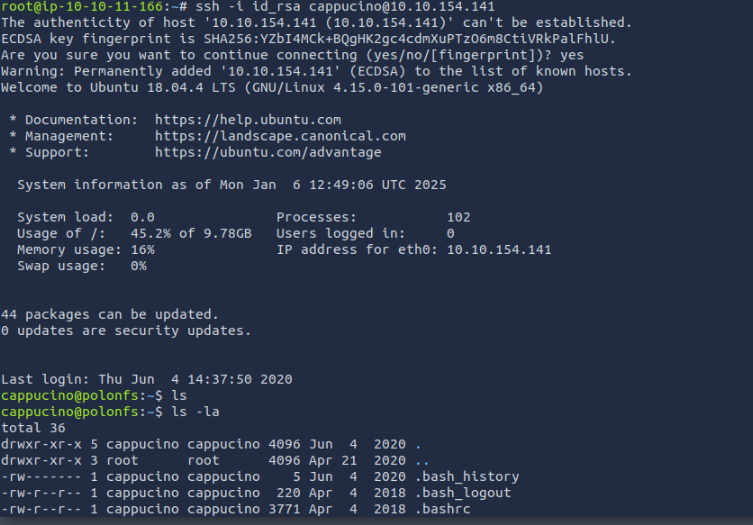 root@ip-10-10-11-166:~# ssh -i id_rsa cappucino@10.10.154.141
The authenticity of host '10.10.154.141 (10.10.154.141)' can't be established.
ECDSA key fingerprint is SHA256:YZbI4MCk+BQgHK2gc4cdmXuPTzO6m8CtiVRkPalFhlU.
Are you sure you want to continue connecting (yes/no/[fingerprint])? yes
Warning: Permanently added '10.10.154.141' (ECDSA) to the list of known hosts.
Welcome to Ubuntu 18.04.4 LTS (GNU/Linux 4.15.0-101-generic x86_64)

 * Documentation:  https://help.ubuntu.com
 * Management:     https://landscape.canonical.com
 * Support:        https://ubuntu.com/advantage

  System information as of Mon Jan  6 12:49:06 UTC 2025

  System load:  0.0               Processes:           102
  Usage of /:   45.2% of 9.78GB   Users logged in:     0
  Memory usage: 16%               IP address for eth0: 10.10.154.141
  Swap usage:   0%

44 packages can be updated.
0 updates are security updates.

Last login: Thu Jun  4 14:37:50 2020
cappucino@polonfs:~$ ls
cappucino@polonfs:~$ ls -la
total 36
drwxr-xr-x 5 cappucino cappucino 4096 Jun  4  2020 .
drwxr-xr-x 3 root      root      4096 Apr 21  2020 ..
-rw------- 1 cappucino cappucino    5 Jun  4  2020 .bash_history
-rw-r--r-- 1 cappucino cappucino  220 Apr  4  2018 .bash_logout
-rw-r--r-- 1 cappucino cappucino 3771 Apr  4  2018 .bashrc